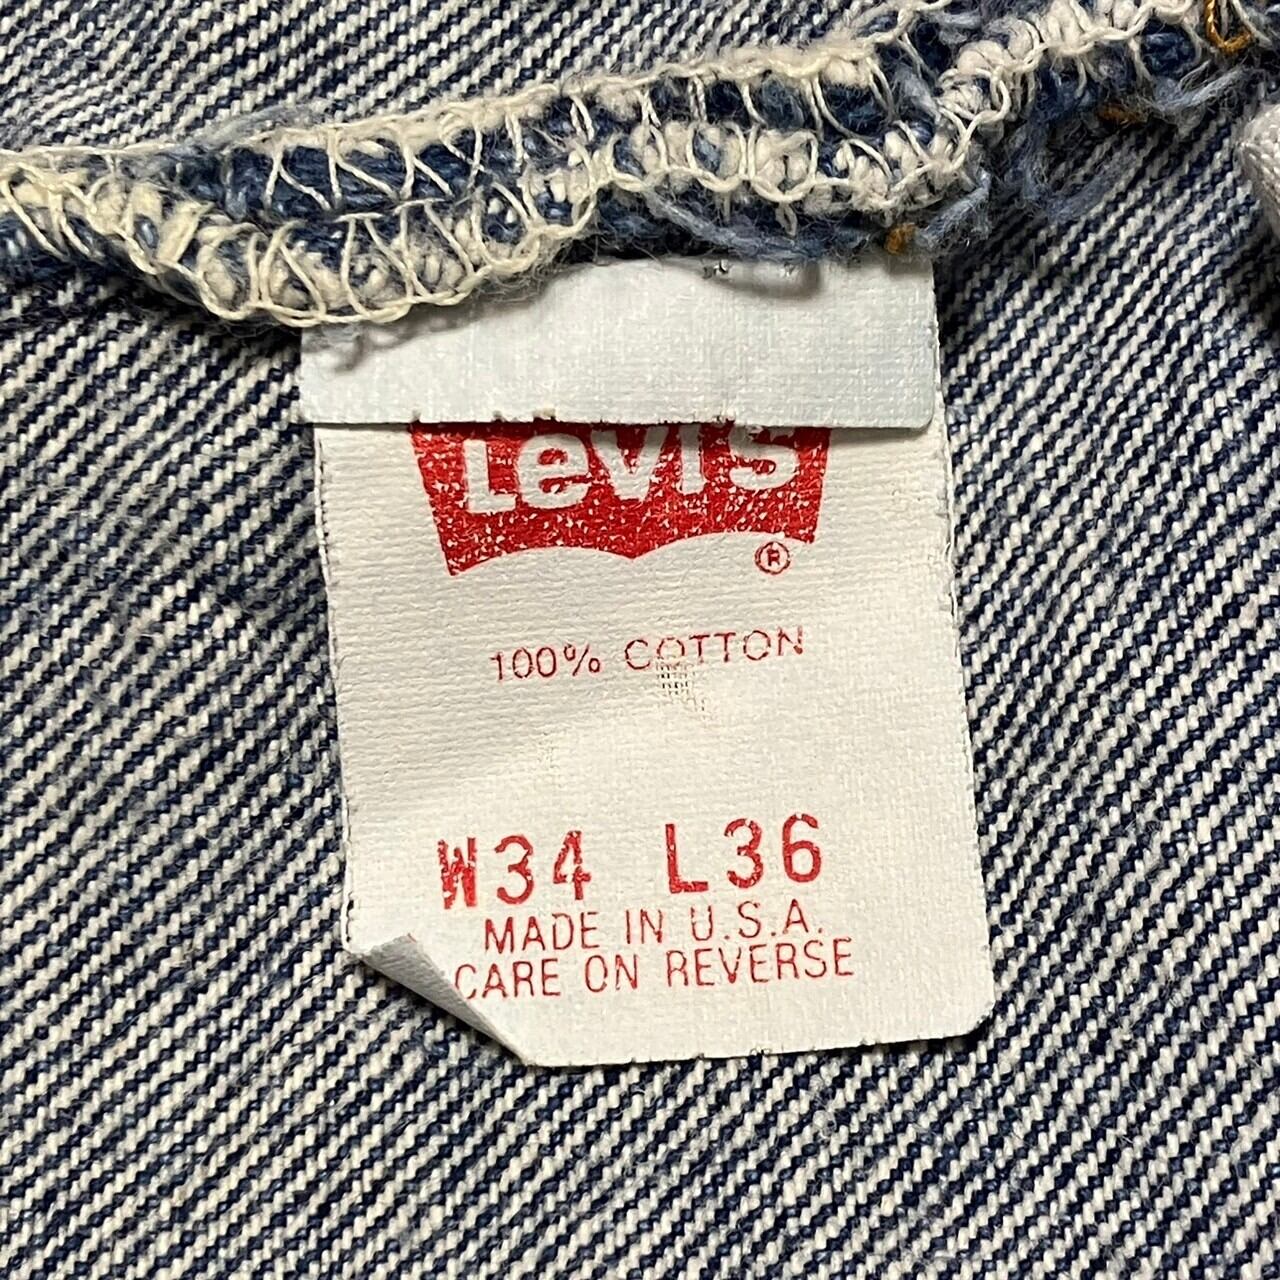 Levi's
®
100% COTTON
W34 L36
MADE IN U.S.A.
CARE ON REVERSE